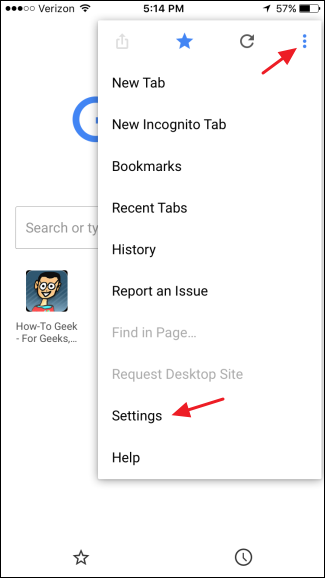 Verizon 5:14 PM 57%
New Tab
New Incognito Tab
Search or ty
Bookmarks
Recent Tabs
History
Report an Issue
Find in Page...
Request Desktop Site
Settings
Help
How-To Geek
- For Geeks,...